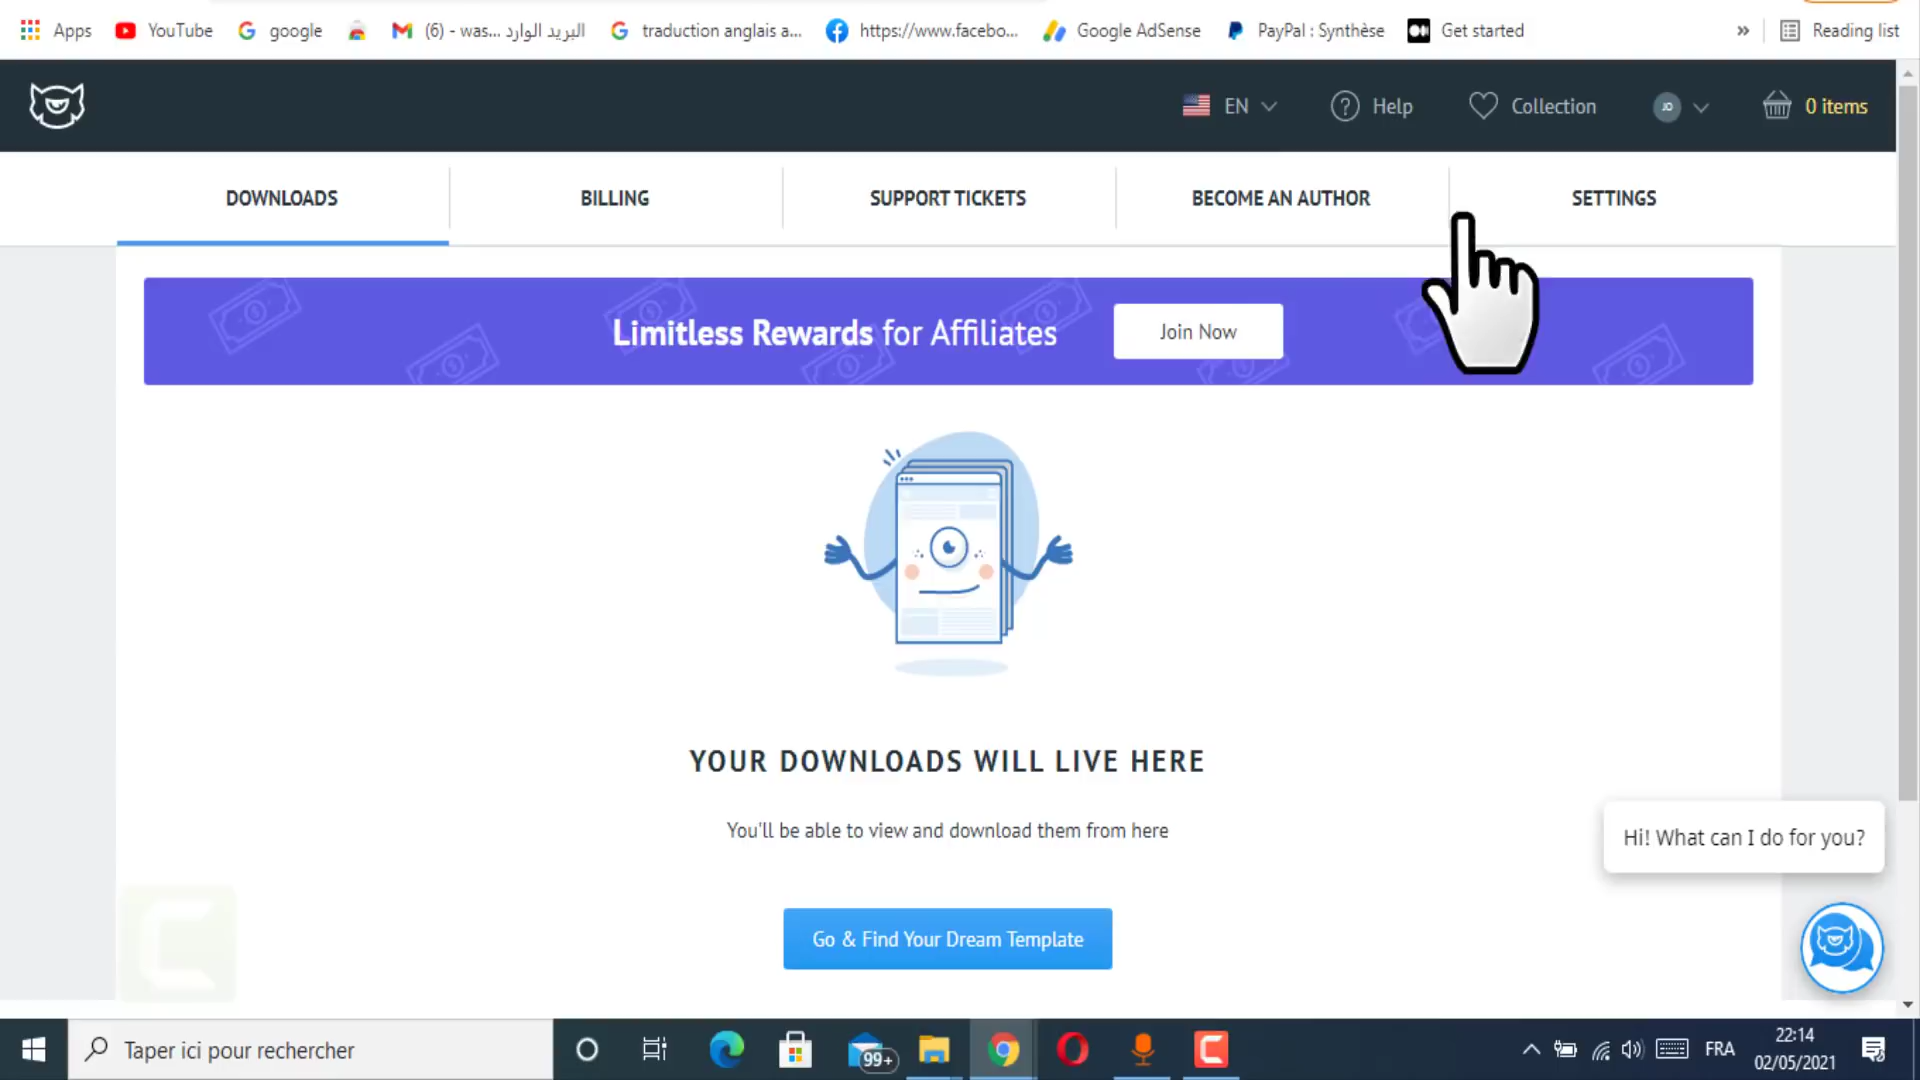 Apps YouTube google (6) - was... البريد الوارد traduction anglais a... https://www.facebo... Google AdSense PayPal : Synthèse Get started » Reading list
EN Help Collection JO 0 items
DOWNLOADS BILLING SUPPORT TICKETS BECOME AN AUTHOR SETTINGS
Limitless Rewards for Affiliates Join Now
YOUR DOWNLOADS WILL LIVE HERE
You'll be able to view and download them from here
Hi! What can I do for you?
Go & Find Your Dream Template
Taper ici pour rechercher 99+ FRA 22:14
02/05/2021